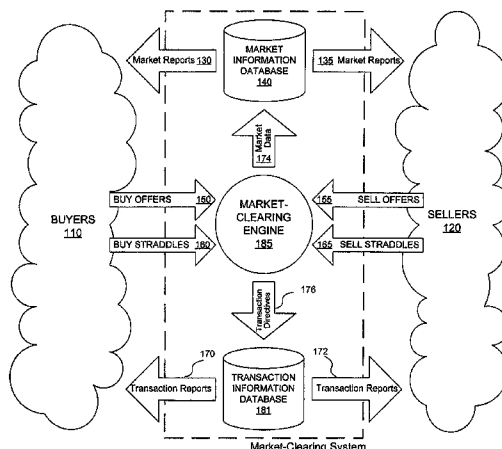 Market Reports 130
MARKET
INFORMATION
DATABASE
140
135 Market Reports
Market
Data
174
BUY OFFERS 150
BUYERS
110
BUY STRADDLES 160
MARKET-
CLEARING
ENGINE
185
155 SELL OFFERS
165 SELL STRADDLES
SELLERS
120
Transaction
Directives
176
170
Transaction Reports
TRANSACTION
INFORMATION
DATABASE
181
172
Transaction Reports
Market-Clearing System